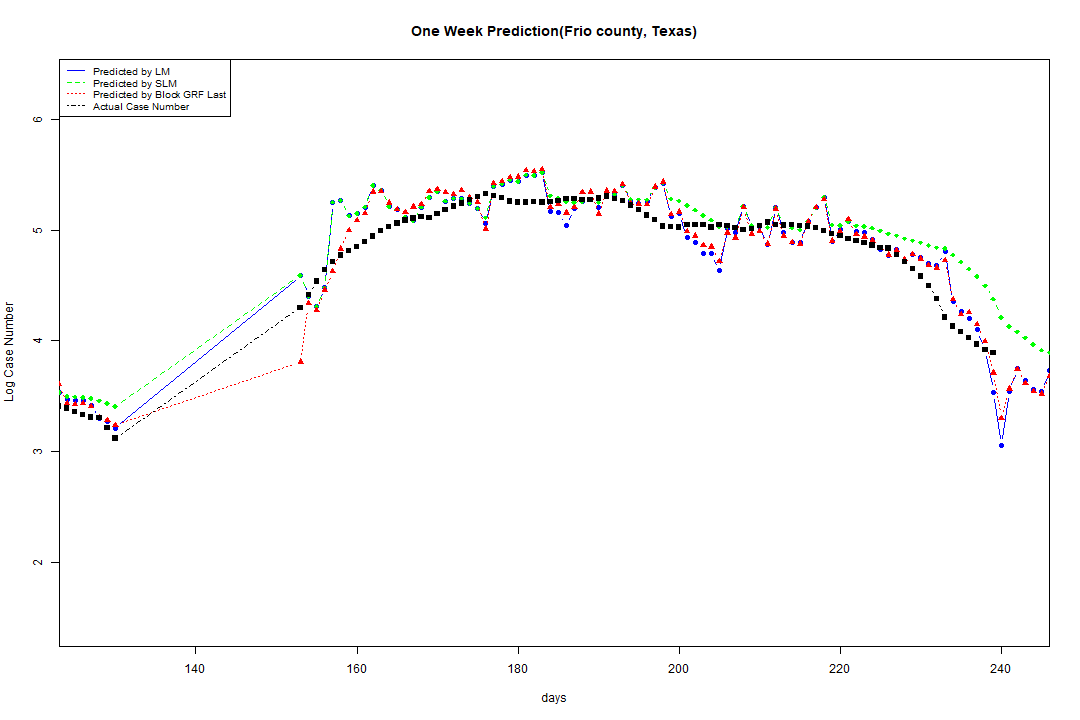 One Week Prediction(Frio county, Texas)
Predicted by LM
Predicted by SLM
Predicted by Block GRF Last
Actual Case Number
6
5
4
3
2
Log Case Number
140 160 180 200 220 240
days